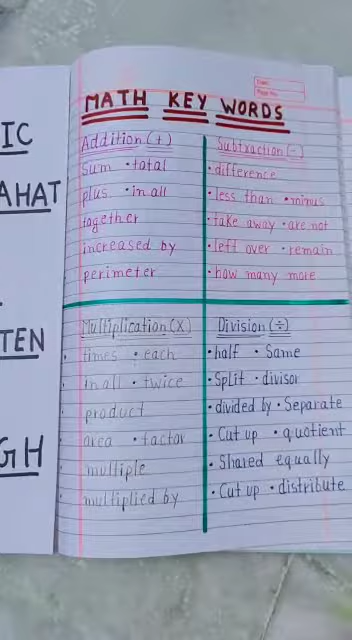 Date:
Page No.
MATH KEY WORDS
IC
AHAT
TEN
GH
Addition (+)
sum • total
plus • in all
together
increased by
perimeter
Subtraction (-)
• difference
• less than • minus
• take away • are not
• left over • remain
• how many more
Multiplication (x)
• times • each
• in all • twice
• product
• area • factor
• multiple
• multiplied by
Division (÷)
• half • Same
• Split • divisor
• divided by • Separate
• Cut up • quotient
• Shared equally
• Cut up • distribute